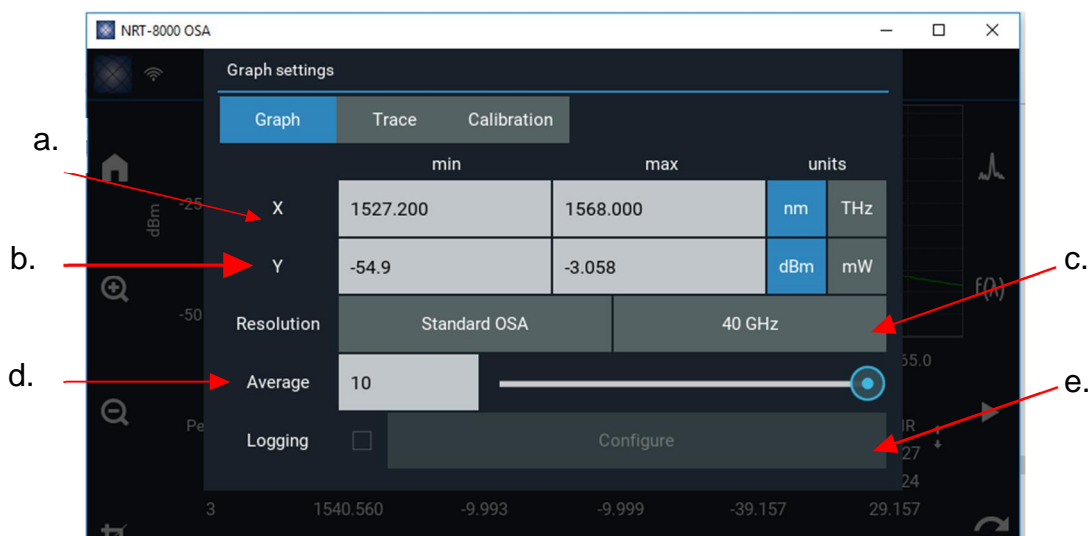 NRT-8000 OSA
Graph settings
Graph Trace Calibration
a.
min max units
X 1527.200 1568.000 nm THz
-25
dBm
b.
Y -54.9 -3.058 dBm mW
c.
f(λ)
-50
Resolution Standard OSA 40 GHz
65.0
d.
Average 10
e.
Pe
Logging Configure
27
24
3 1540.560 -9.993 -9.999 -39.157 29.157